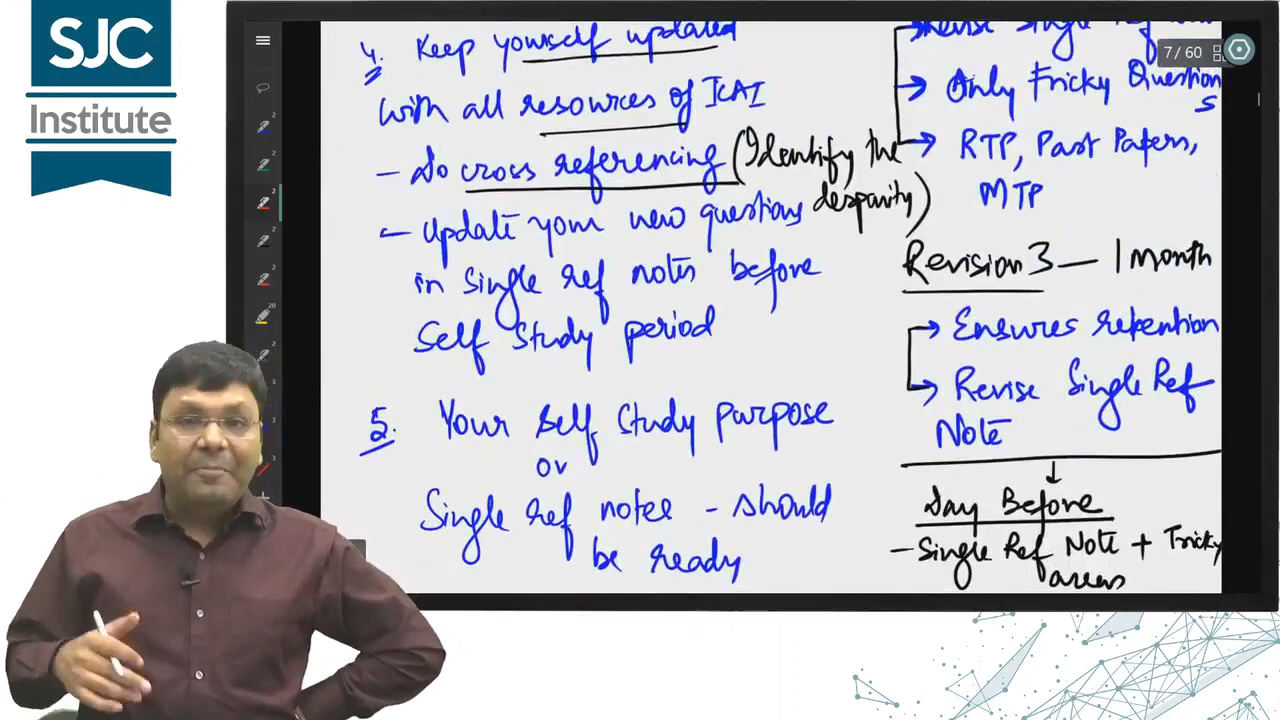 SJC
Institute
7 / 60
4. Keep yourself updated
with all resources of ICAI
- Do cross referencing (Identify the
desparity)
- Update your new questions
in Single ref notes before
Self Study period
5. Your Self Study purpose
or
Single ref notes - should
be ready
→ Only Tricky Question
s
→ RTP, Past Papers,
MTP
Revision 3 — 1 month
→ Ensures retention
→ Revise Single Ref
Note
Day Before
- Single Ref Note + Tricky
areas